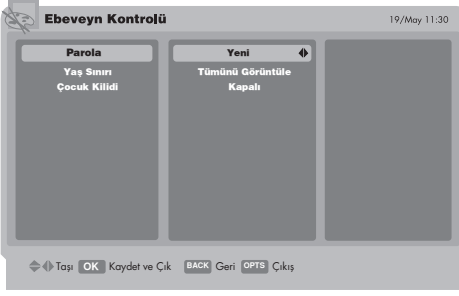 Ebeveyn Kontrolü 19/May 11:30
Parola Yeni
Yaş Sınırı Tümünü Görüntüle
Çocuk Kilidi Kapalı
Taşı OK Kaydet ve Çık BACK Geri OPTS Çıkış